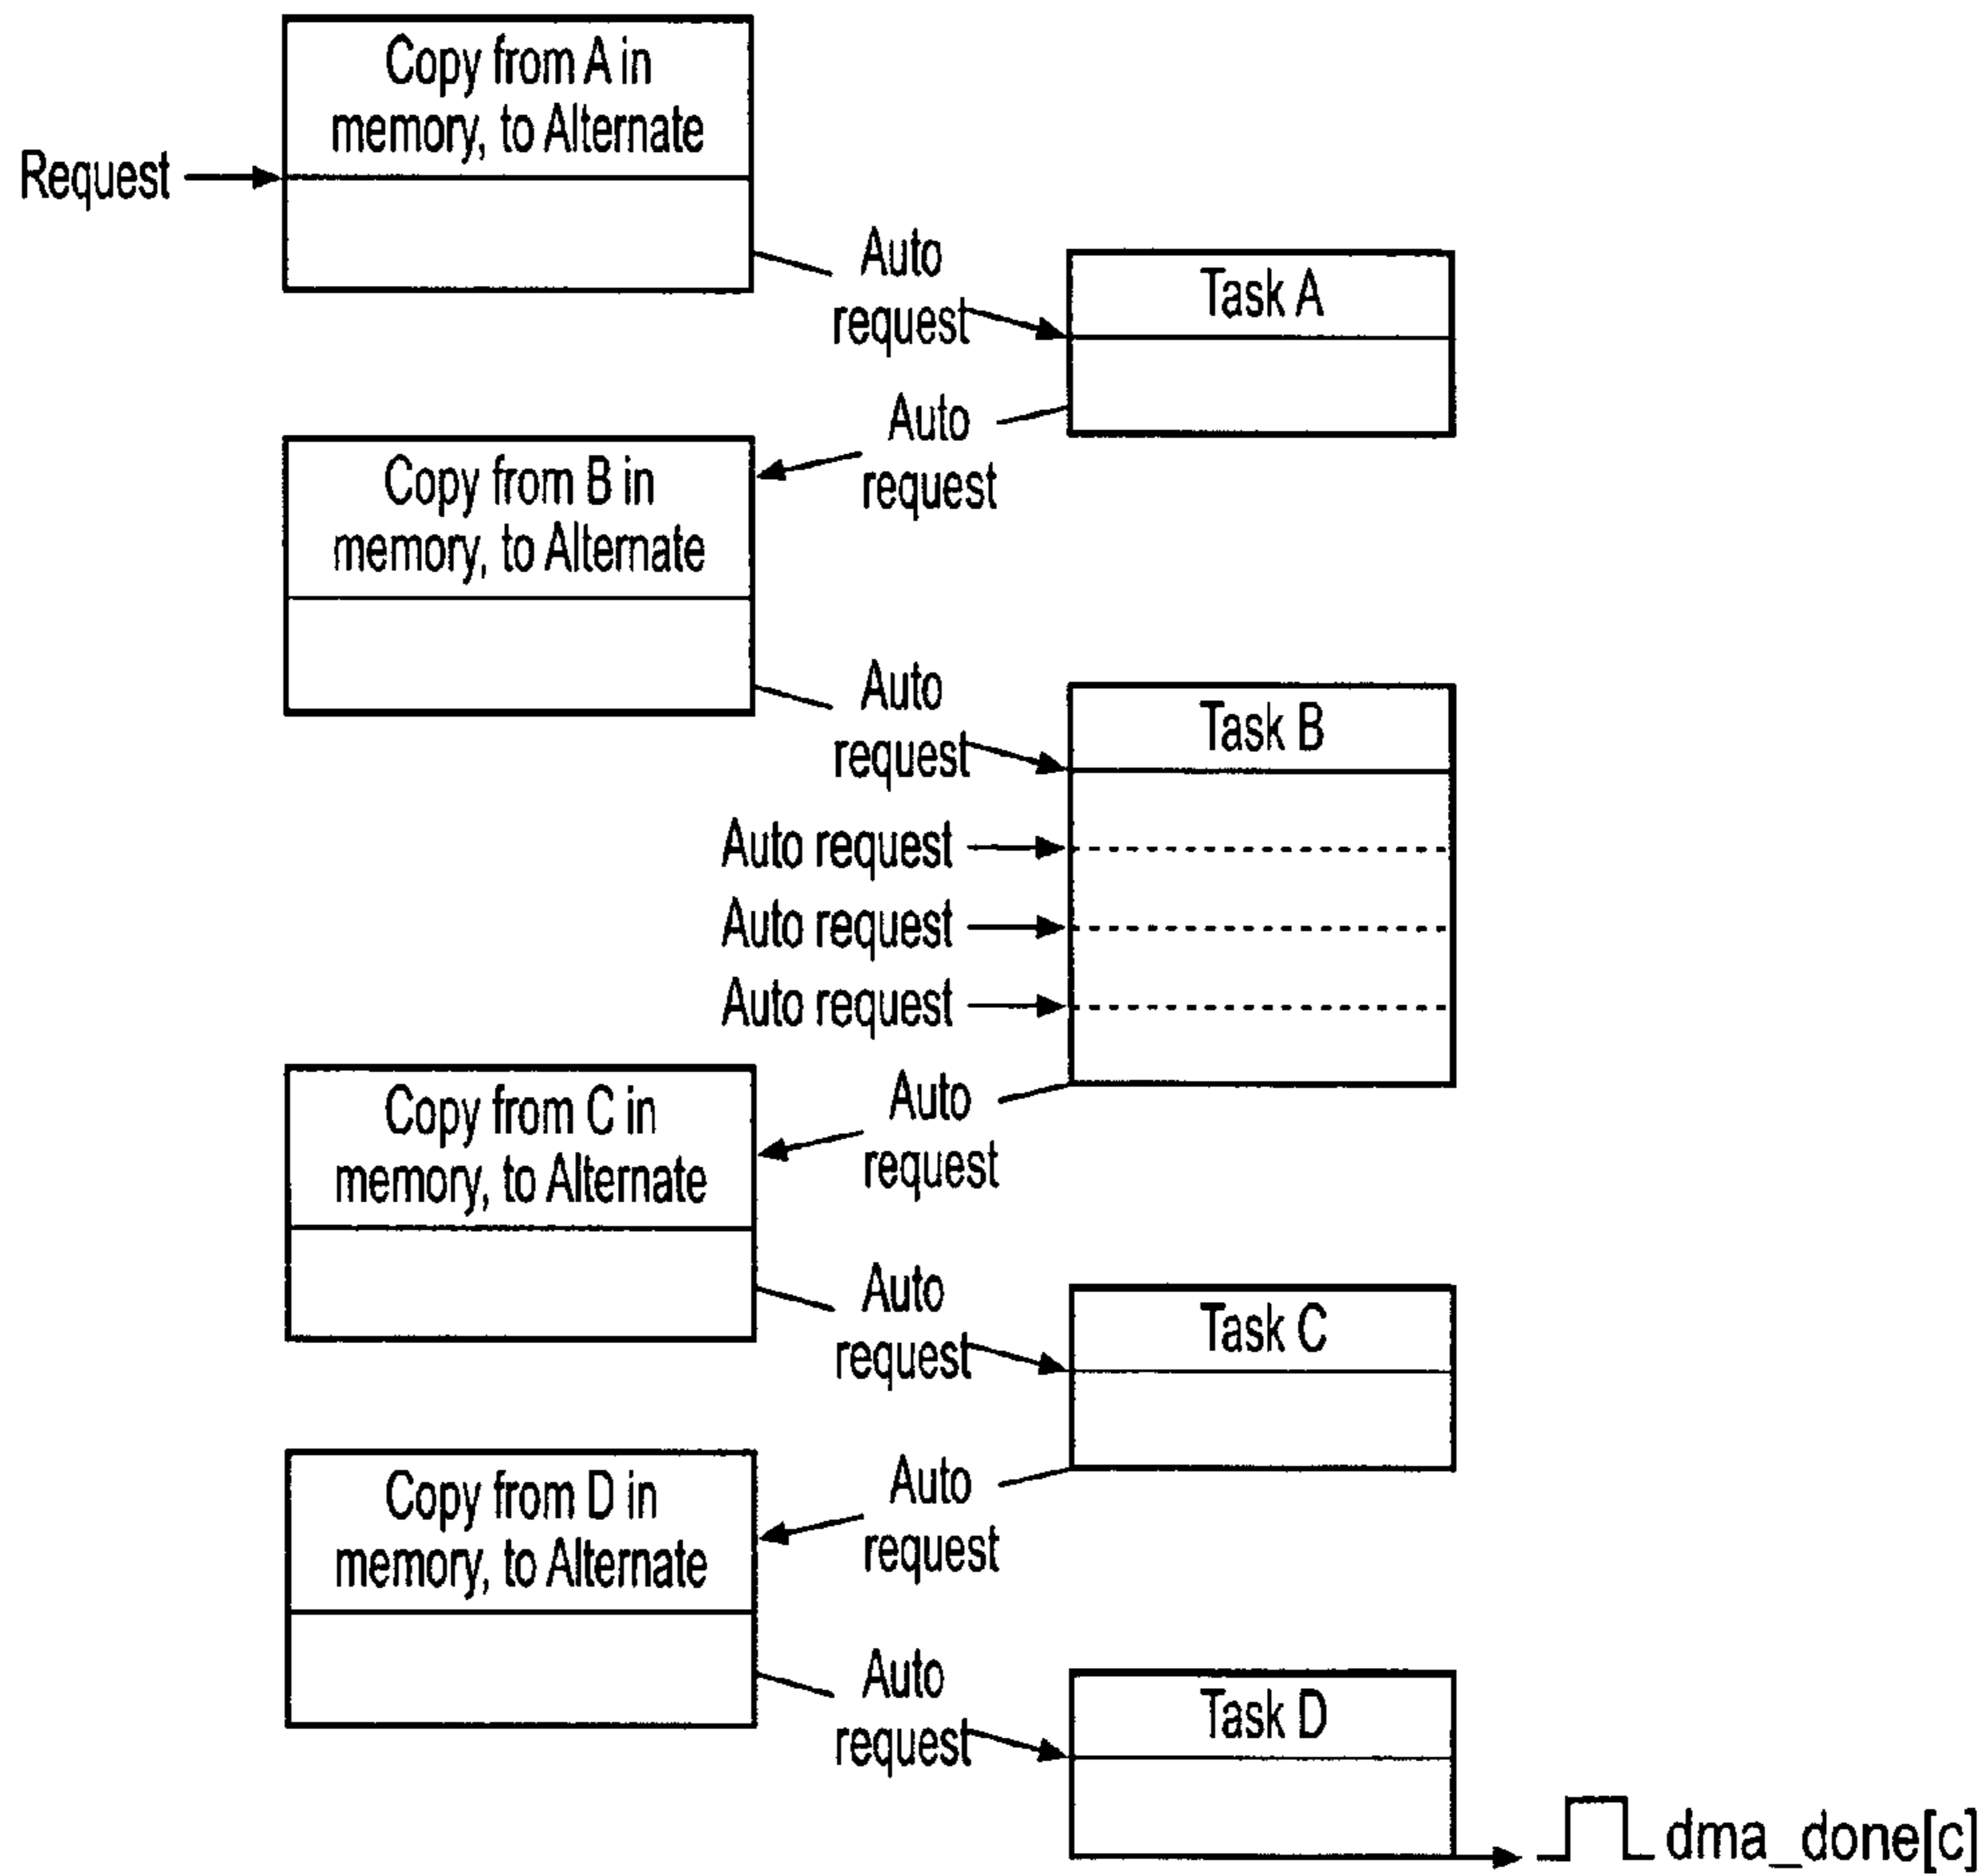 Copy from A in
memory, to Alternate
Request
Auto
request
Task A
Auto
request
Copy from B in
memory, to Alternate
Auto
request
Task B
Auto request
Auto request
Auto request
Auto
request
Copy from C in
memory, to Alternate
Auto
request
Task C
Auto
request
Copy from D in
memory, to Alternate
Auto
request
Task D
dma_done[c]